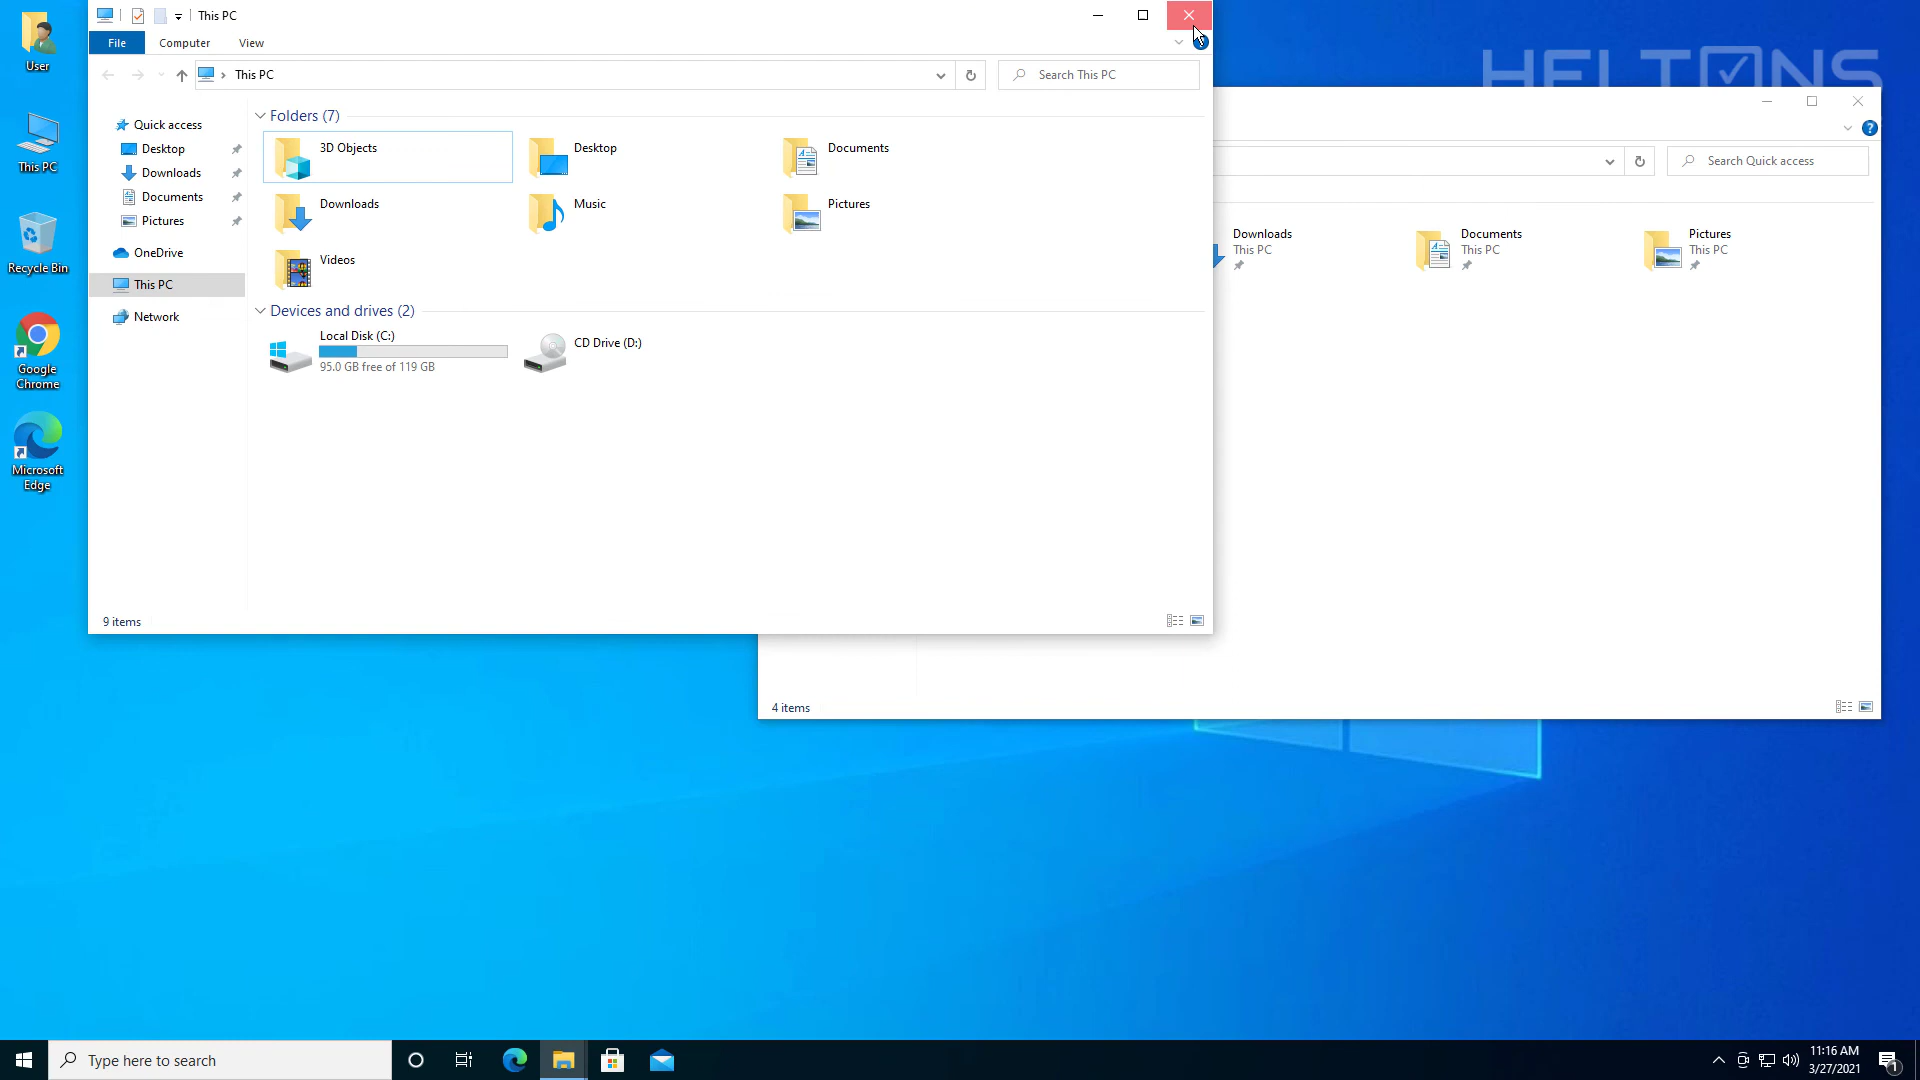 User
This PC
Recycle Bin
Google
Chrome
Microsoft
Edge
This PC
File
Computer
View
This PC
Search This PC
Quick access
Desktop
Downloads
Documents
Pictures
OneDrive
This PC
Network
Folders (7)
3D Objects
Desktop
Documents
Downloads
Music
Pictures
Videos
Devices and drives (2)
Local Disk (C:)
95.0 GB free of 119 GB
CD Drive (D:)
9 items
HELTONS
Search Quick access
Downloads
This PC
Documents
This PC
Pictures
This PC
4 items
Type here to search
11:16 AM
3/27/2021
1